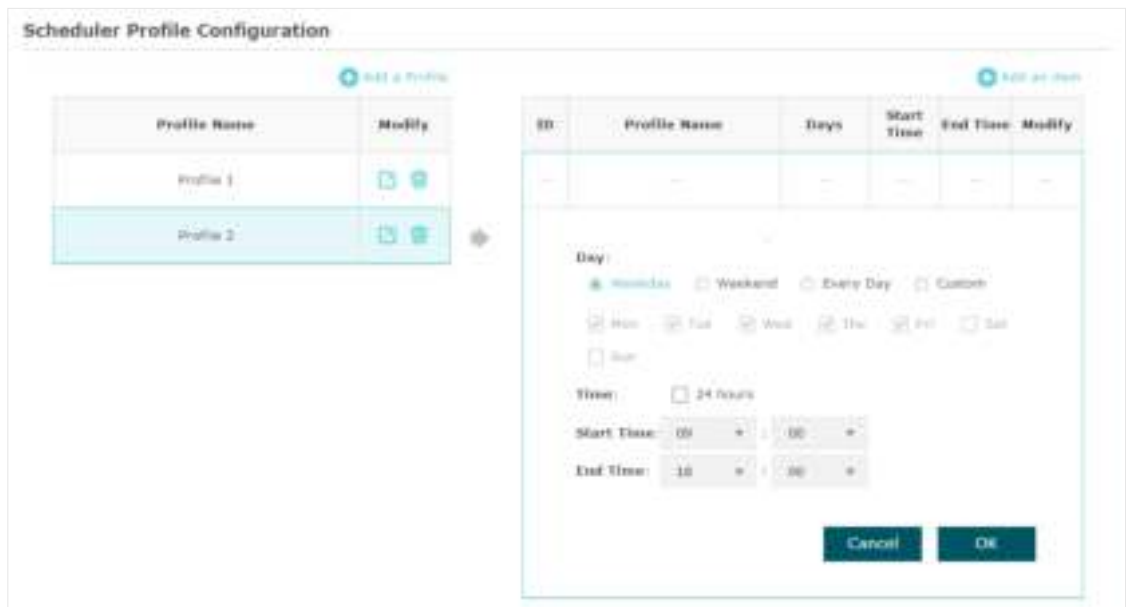 Scheduler Profile Configuration
Add a Profile
Add an item
Profile Name Modify
ID Profile Name Days Start Time End Time Modify
Profile 1
-- -- -- -- -- --
Profile 2
Day:
Weekday Weekend Every Day Custom
Mon Tue Wed Thu Fri Sat
Sun
Time: 24 hours
Start Time: 09 : 00
End Time: : 00
Cancel OK